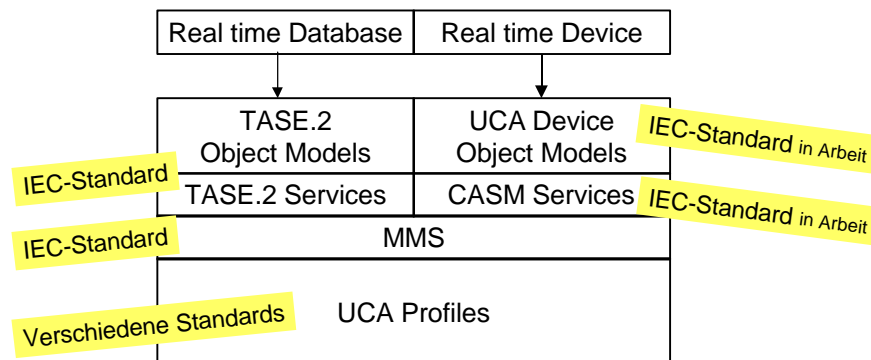 Real time Database
Real time Device
TASE.2
Object Models
UCA Device
Object Models
IEC-Standard in Arbeit
IEC-Standard
TASE.2 Services
CASM Services
IEC-Standard in Arbeit
IEC-Standard
MMS
Verschiedene Standards
UCA Profiles